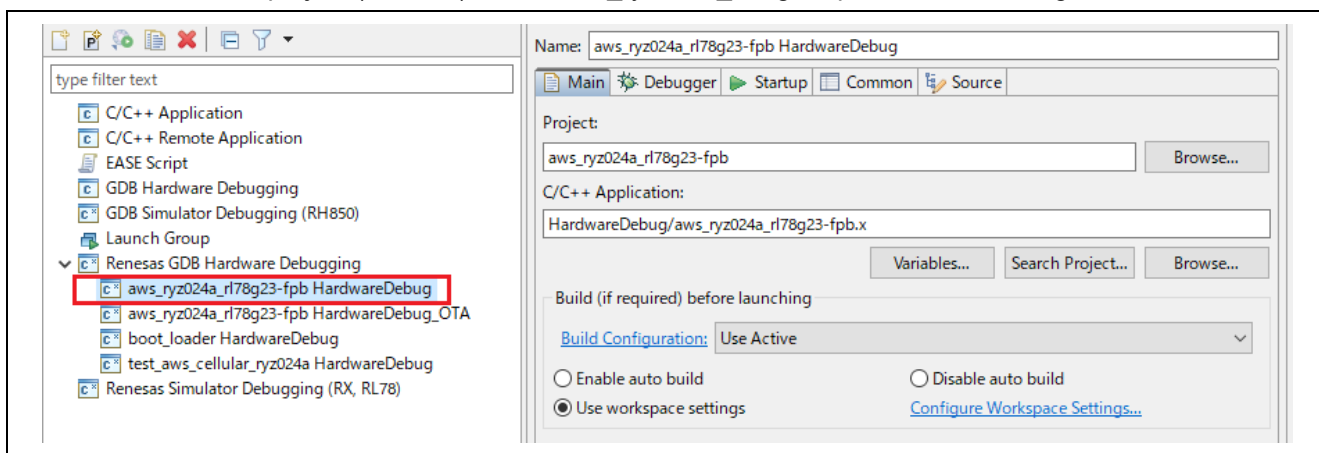 type filter text
C/C++ Application
C/C++ Remote Application
EASE Script
GDB Hardware Debugging
GDB Simulator Debugging (RH850)
Launch Group
Renesas GDB Hardware Debugging
aws_ryz024a_rl78g23-fpb HardwareDebug
aws_ryz024a_rl78g23-fpb HardwareDebug_OTA
boot_loader HardwareDebug
test_aws_cellular_ryz024a HardwareDebug
Renesas Simulator Debugging (RX, RL78)
Name: aws_ryz024a_rl78g23-fpb HardwareDebug
Main Debugger Startup Common Source
Project:
aws_ryz024a_rl78g23-fpb Browse...
C/C++ Application:
HardwareDebug/aws_ryz024a_rl78g23-fpb.x
Variables... Search Project... Browse...
Build (if required) before launching
Build Configuration: Use Active
Enable auto build Disable auto build
Use workspace settings Configure Workspace Settings...